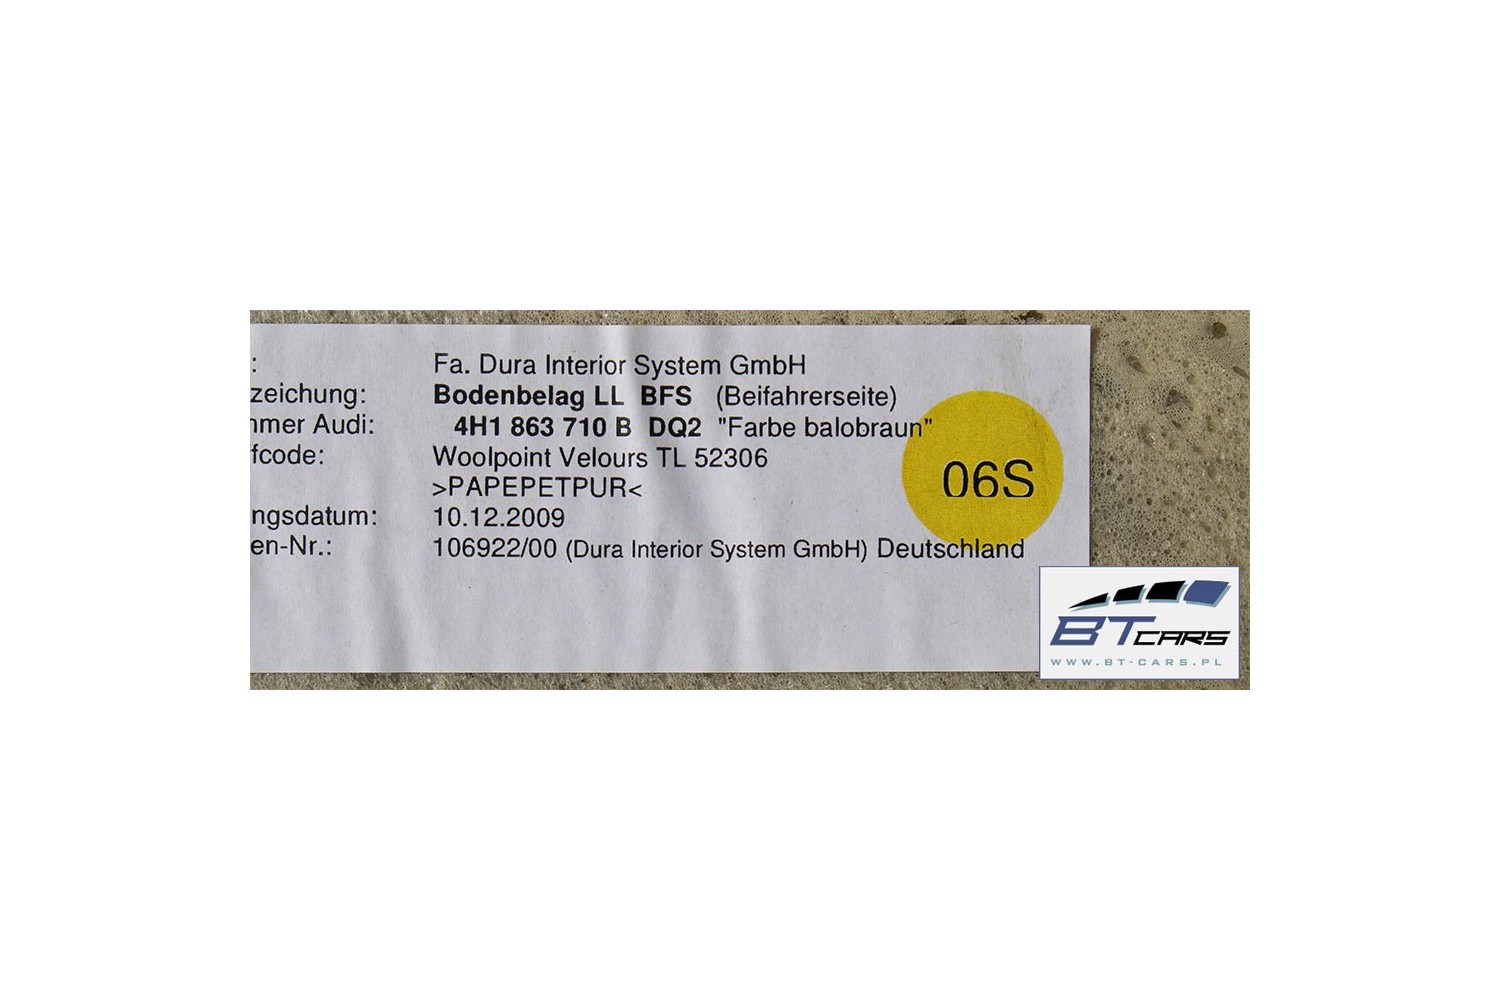 : Fa. Dura Interior System GmbH
zeichung: Bodenbelag LL BFS (Beifahrerseite)
mmer Audi: 4H1 863 710 B DQ2 "Farbe balobraun"
fcode: Woolpoint Velours TL 52306
>PAPEPETPUR<
06S
ngsdatum: 10.12.2009
en-Nr.: 106922/00 (Dura Interior System GmbH) Deutschland
BT CARS
WWW.BT-CARS.PL